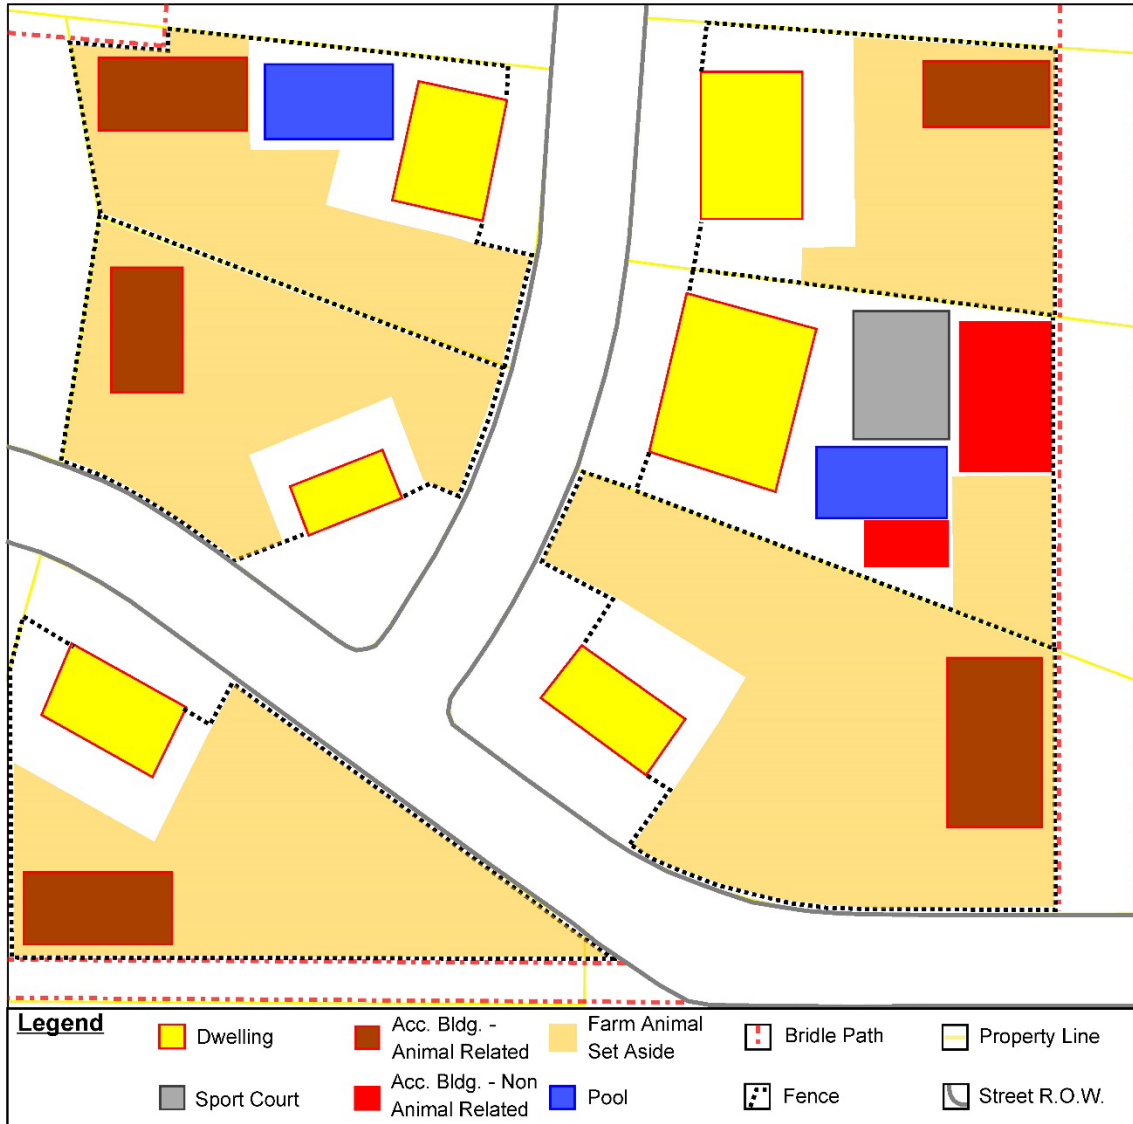 Legend
Dwelling
Acc. Bldg. -
Animal Related
Farm Animal
Set Aside
Bridle Path
Property Line
Sport Court
Acc. Bldg. - Non
Animal Related
Pool
Fence
Street R.O.W.